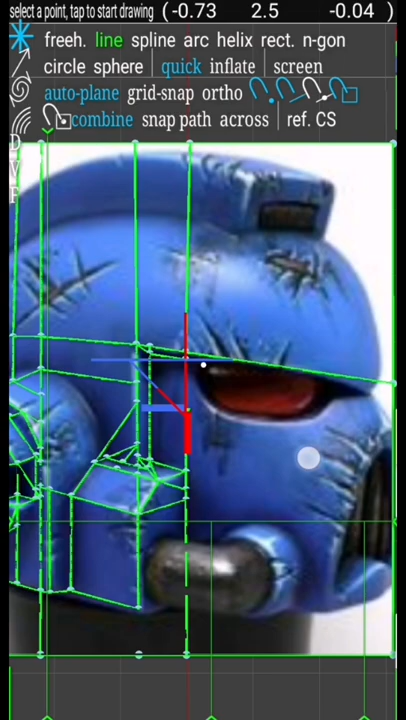 select a point, tap to start drawing (-0.73 2.5 -0.04 )
freeh. line spline arc helix rect. n-gon
circle sphere | quick inflate | screen
auto-plane grid-snap ortho
combine snap path across | ref. CS
D
V